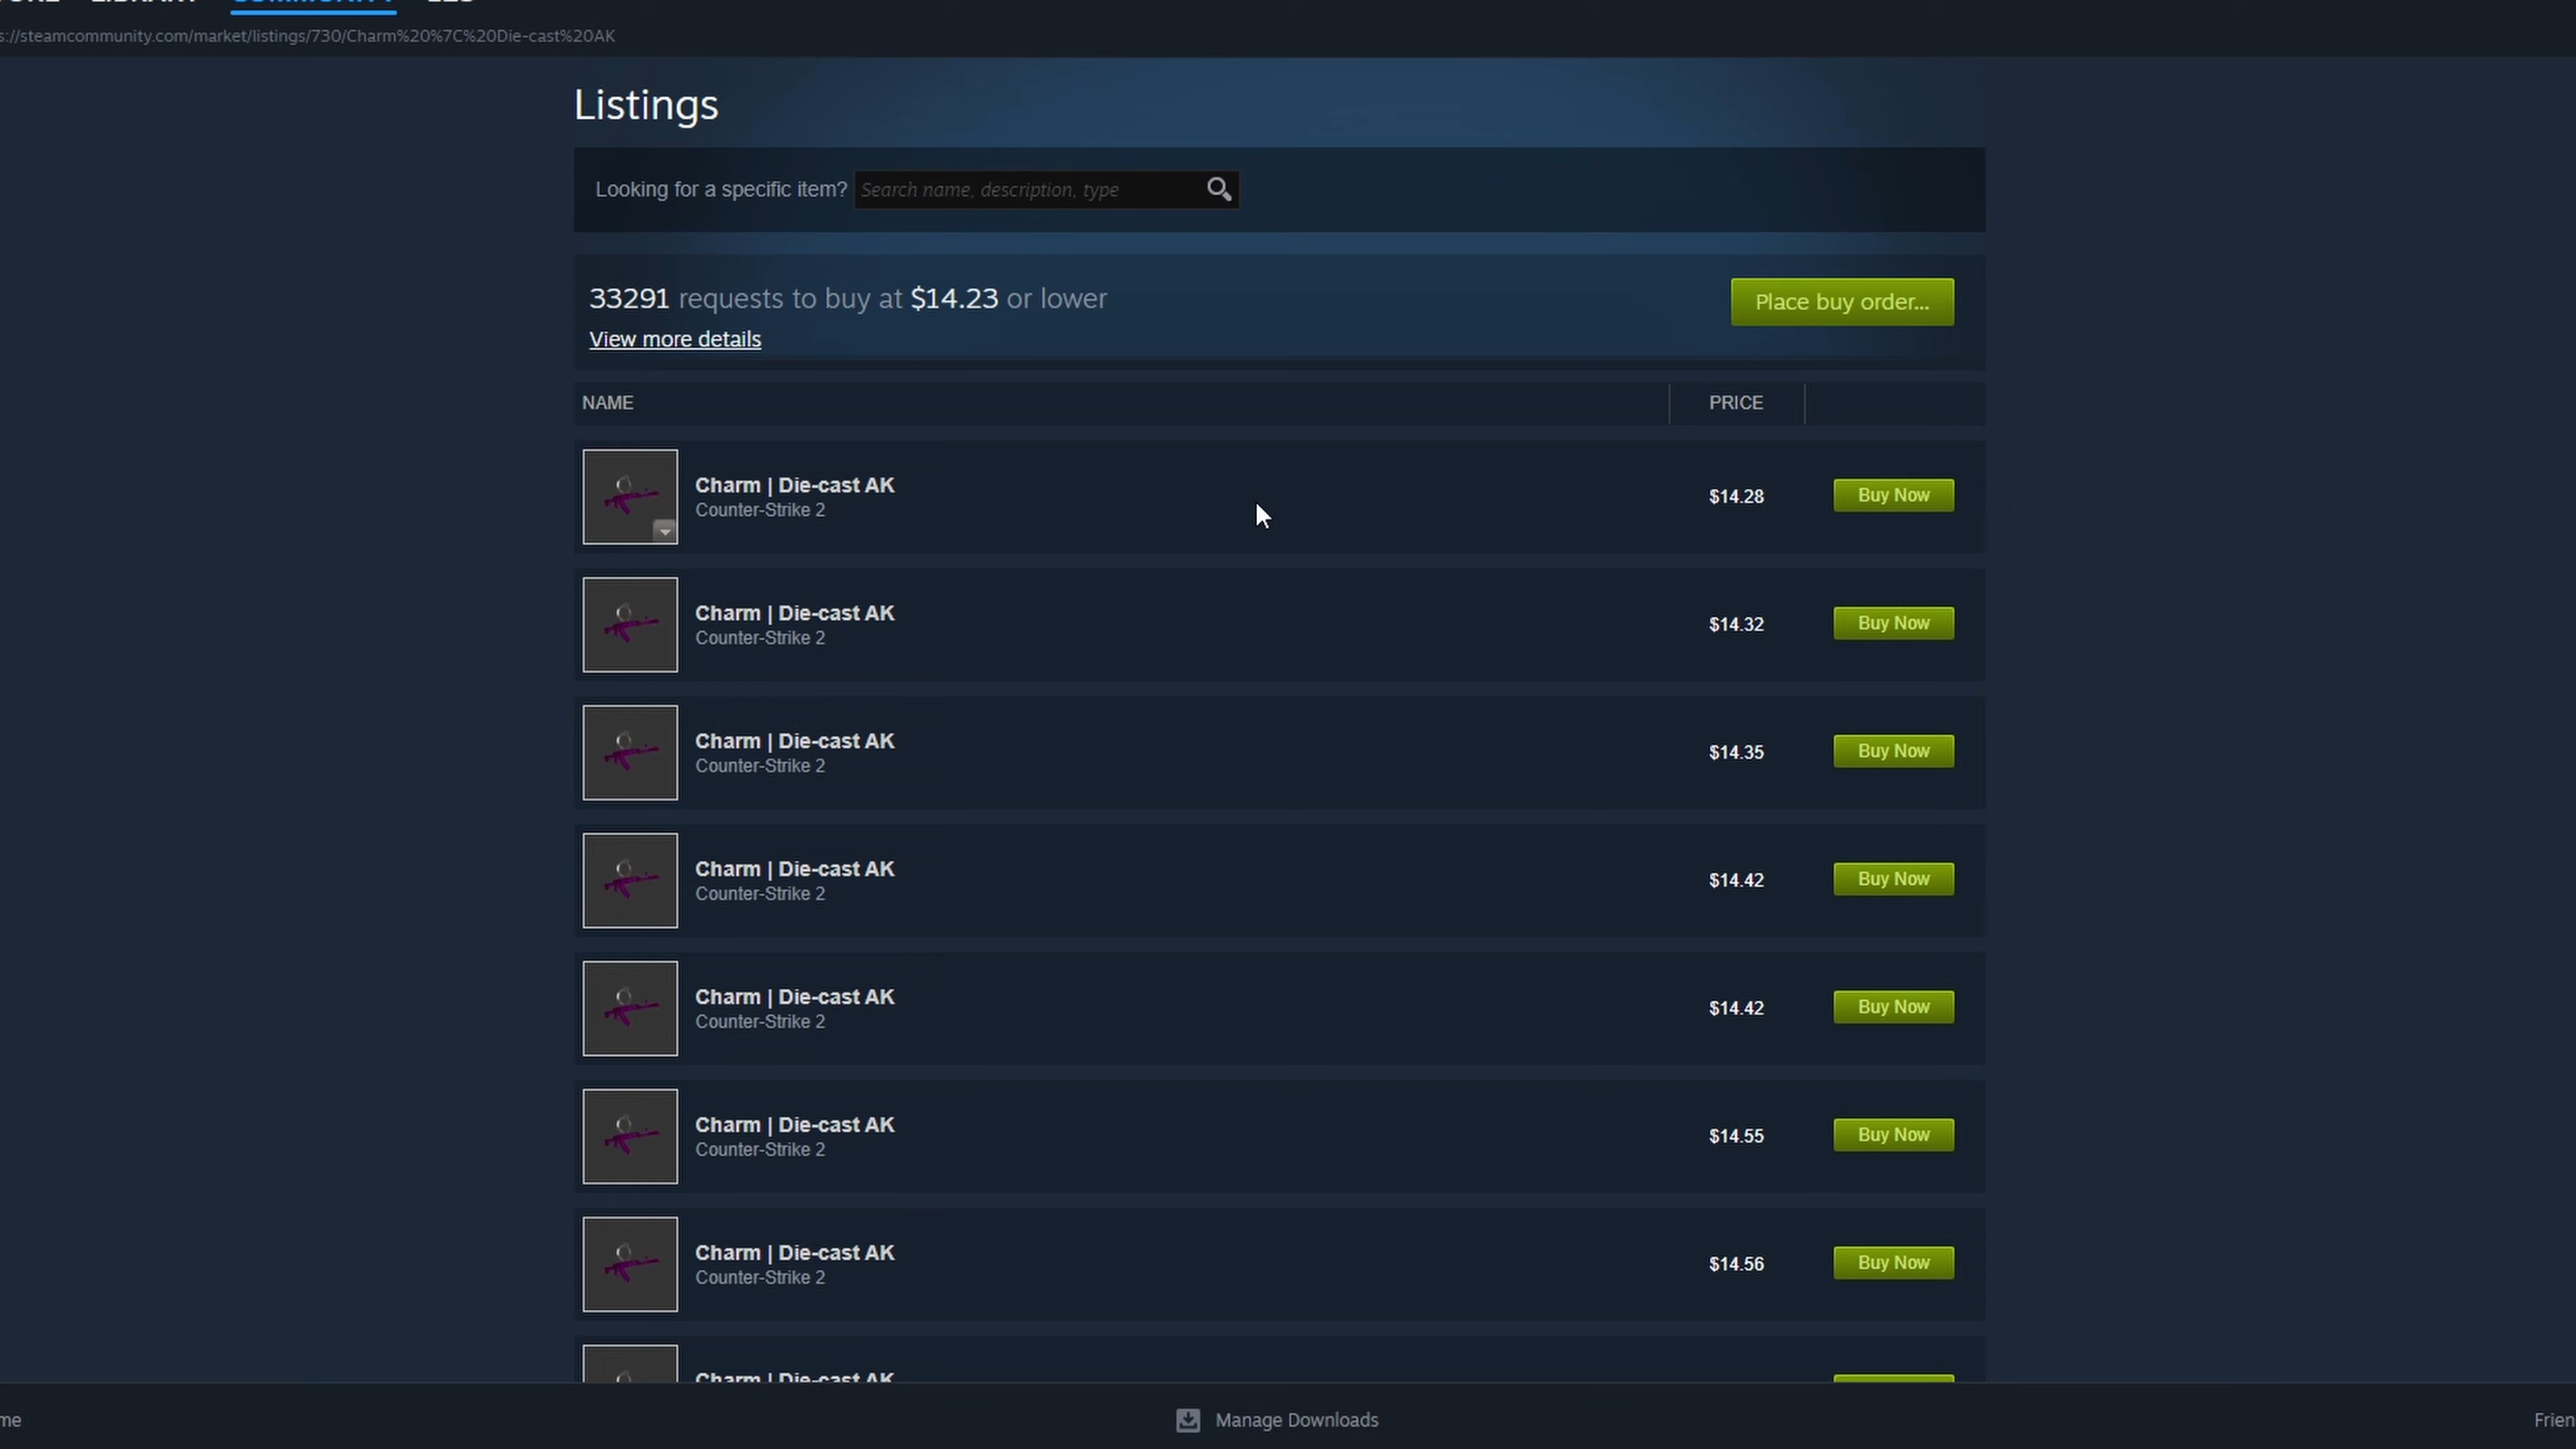 LIBRARY COMMUNITY
s://steamcommunity.com/market/listings/730/Charm%20%7C%20Die-cast%20AK
Listings
Looking for a specific item? Search name, description, type
33291 requests to buy at $14.23 or lower
Place buy order...
View more details
NAME PRICE
Charm | Die-cast AK
Counter-Strike 2
$14.28 Buy Now
Charm | Die-cast AK
Counter-Strike 2
$14.32 Buy Now
Charm | Die-cast AK
Counter-Strike 2
$14.35 Buy Now
Charm | Die-cast AK
Counter-Strike 2
$14.42 Buy Now
Charm | Die-cast AK
Counter-Strike 2
$14.42 Buy Now
Charm | Die-cast AK
Counter-Strike 2
$14.55 Buy Now
Charm | Die-cast AK
Counter-Strike 2
$14.56 Buy Now
Charm | Die-cast AK
me Manage Downloads Frien